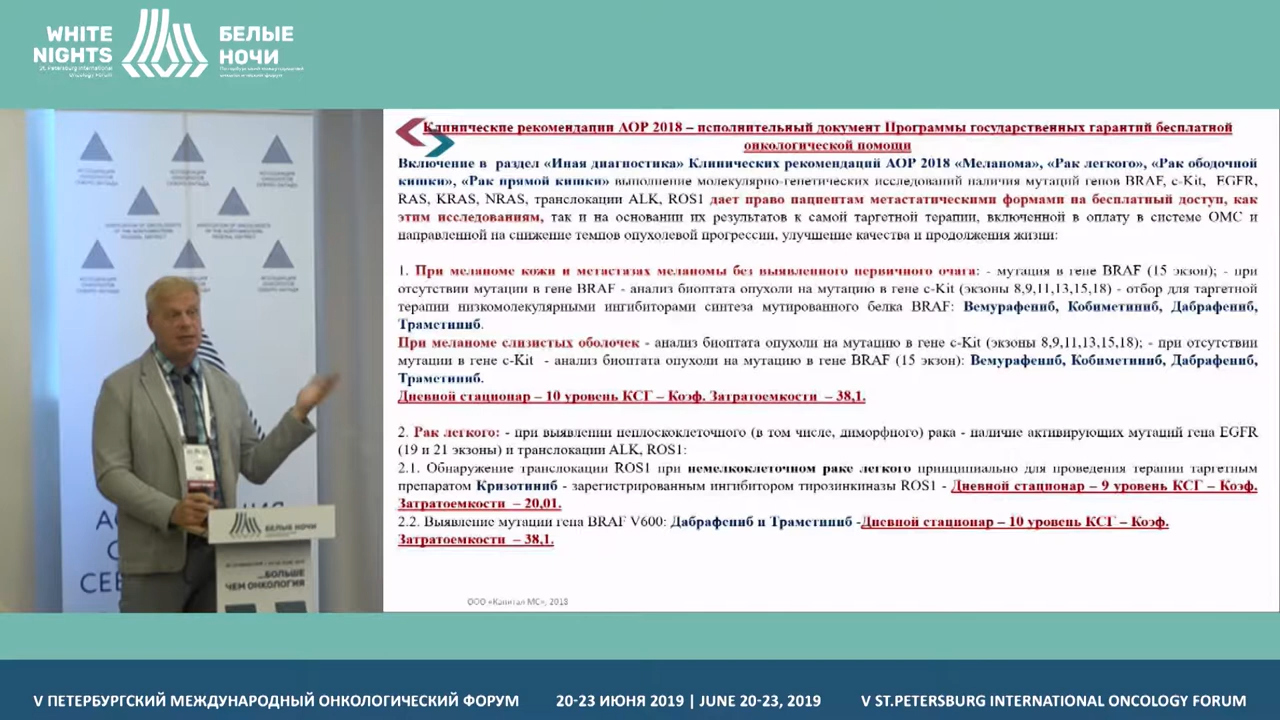 WHITE
NIGHTS
St. Petersburg International
Oncology Forum
БЕЛЫЕ
НОЧИ
Петербургский международный
онкологический форум
Клинические рекомендации АОР 2018 – исполнительный документ Программы государственных гарантий бесплатной
онкологической помощи
Включение в раздел «Иная диагностика» Клинических рекомендаций АОР 2018 «Меланома», «Рак легкого», «Рак ободочной
кишки», «Рак прямой кишки» выполнение молекулярно-генетических исследований наличия мутаций генов BRAF, c-Kit, EGFR,
RAS, KRAS, NRAS, транслокации ALK, ROS1 дает право пациентам метастатическими формами на бесплатный доступ, как
этим исследованиям, так и на основании их результатов к самой таргетной терапии, включенной в оплату в системе ОМС и
направленной на снижение темпов опухолевой прогрессии, улучшение качества и продолжения жизни:
1. При меланоме кожи и метастазах меланомы без выявленного первичного очага: - мутация в гене BRAF (15 экзон); - при
отсутствии мутации в гене BRAF - анализ биоптата опухоли на мутацию в гене c-Kit (экзоны 8,9,11,13,15,18) - отбор для таргетной
терапии низкомолекулярными ингибиторами синтеза мутированного белка BRAF: Вемурафениб, Кобиметиниб, Дабрафениб,
Траметиниб.
При меланоме слизистых оболочек - анализ биоптата опухоли на мутацию в гене c-Kit (экзоны 8,9,11,13,15,18); - при отсутствии
мутации в гене c-Kit - анализ биоптата опухоли на мутацию в гене BRAF (15 экзон): Вемурафениб, Кобиметиниб, Дабрафениб,
Траметиниб.
Дневной стационар – 10 уровень КСГ – Коэф. Затратоемкости – 38,1.
2. Рак легкого: - при выявлении неплоскоклеточного (в том числе, диморфного) рака - наличие активирующих мутаций гена EGFR
(19 и 21 экзоны) и транслокации ALK, ROS1:
2.1. Обнаружение транслокации ROS1 при немелкоклеточном раке легкого принципиально для проведения терапии таргетным
препаратом Кризотиниб - зарегистрированным ингибитором тирозинкиназы ROS1 - Дневной стационар – 9 уровень КСГ – Коэф.
Затратоемкости – 20,01.
2.2. Выявление мутации гена BRAF V600: Дабрафениб и Траметиниб -Дневной стационар – 10 уровень КСГ – Коэф.
Затратоемкости – 38,1.
ООО «Капитал МС», 2018
БЕЛЫЕ НОЧИ
...БОЛЬШЕ
ЧЕМ ОНКОЛОГИЯ
V ПЕТЕРБУРГСКИЙ МЕЖДУНАРОДНЫЙ ОНКОЛОГИЧЕСКИЙ ФОРУМ 20-23 ИЮНЯ 2019 | JUNE 20-23, 2019 V ST.PETERSBURG INTERNATIONAL ONCOLOGY FORUM